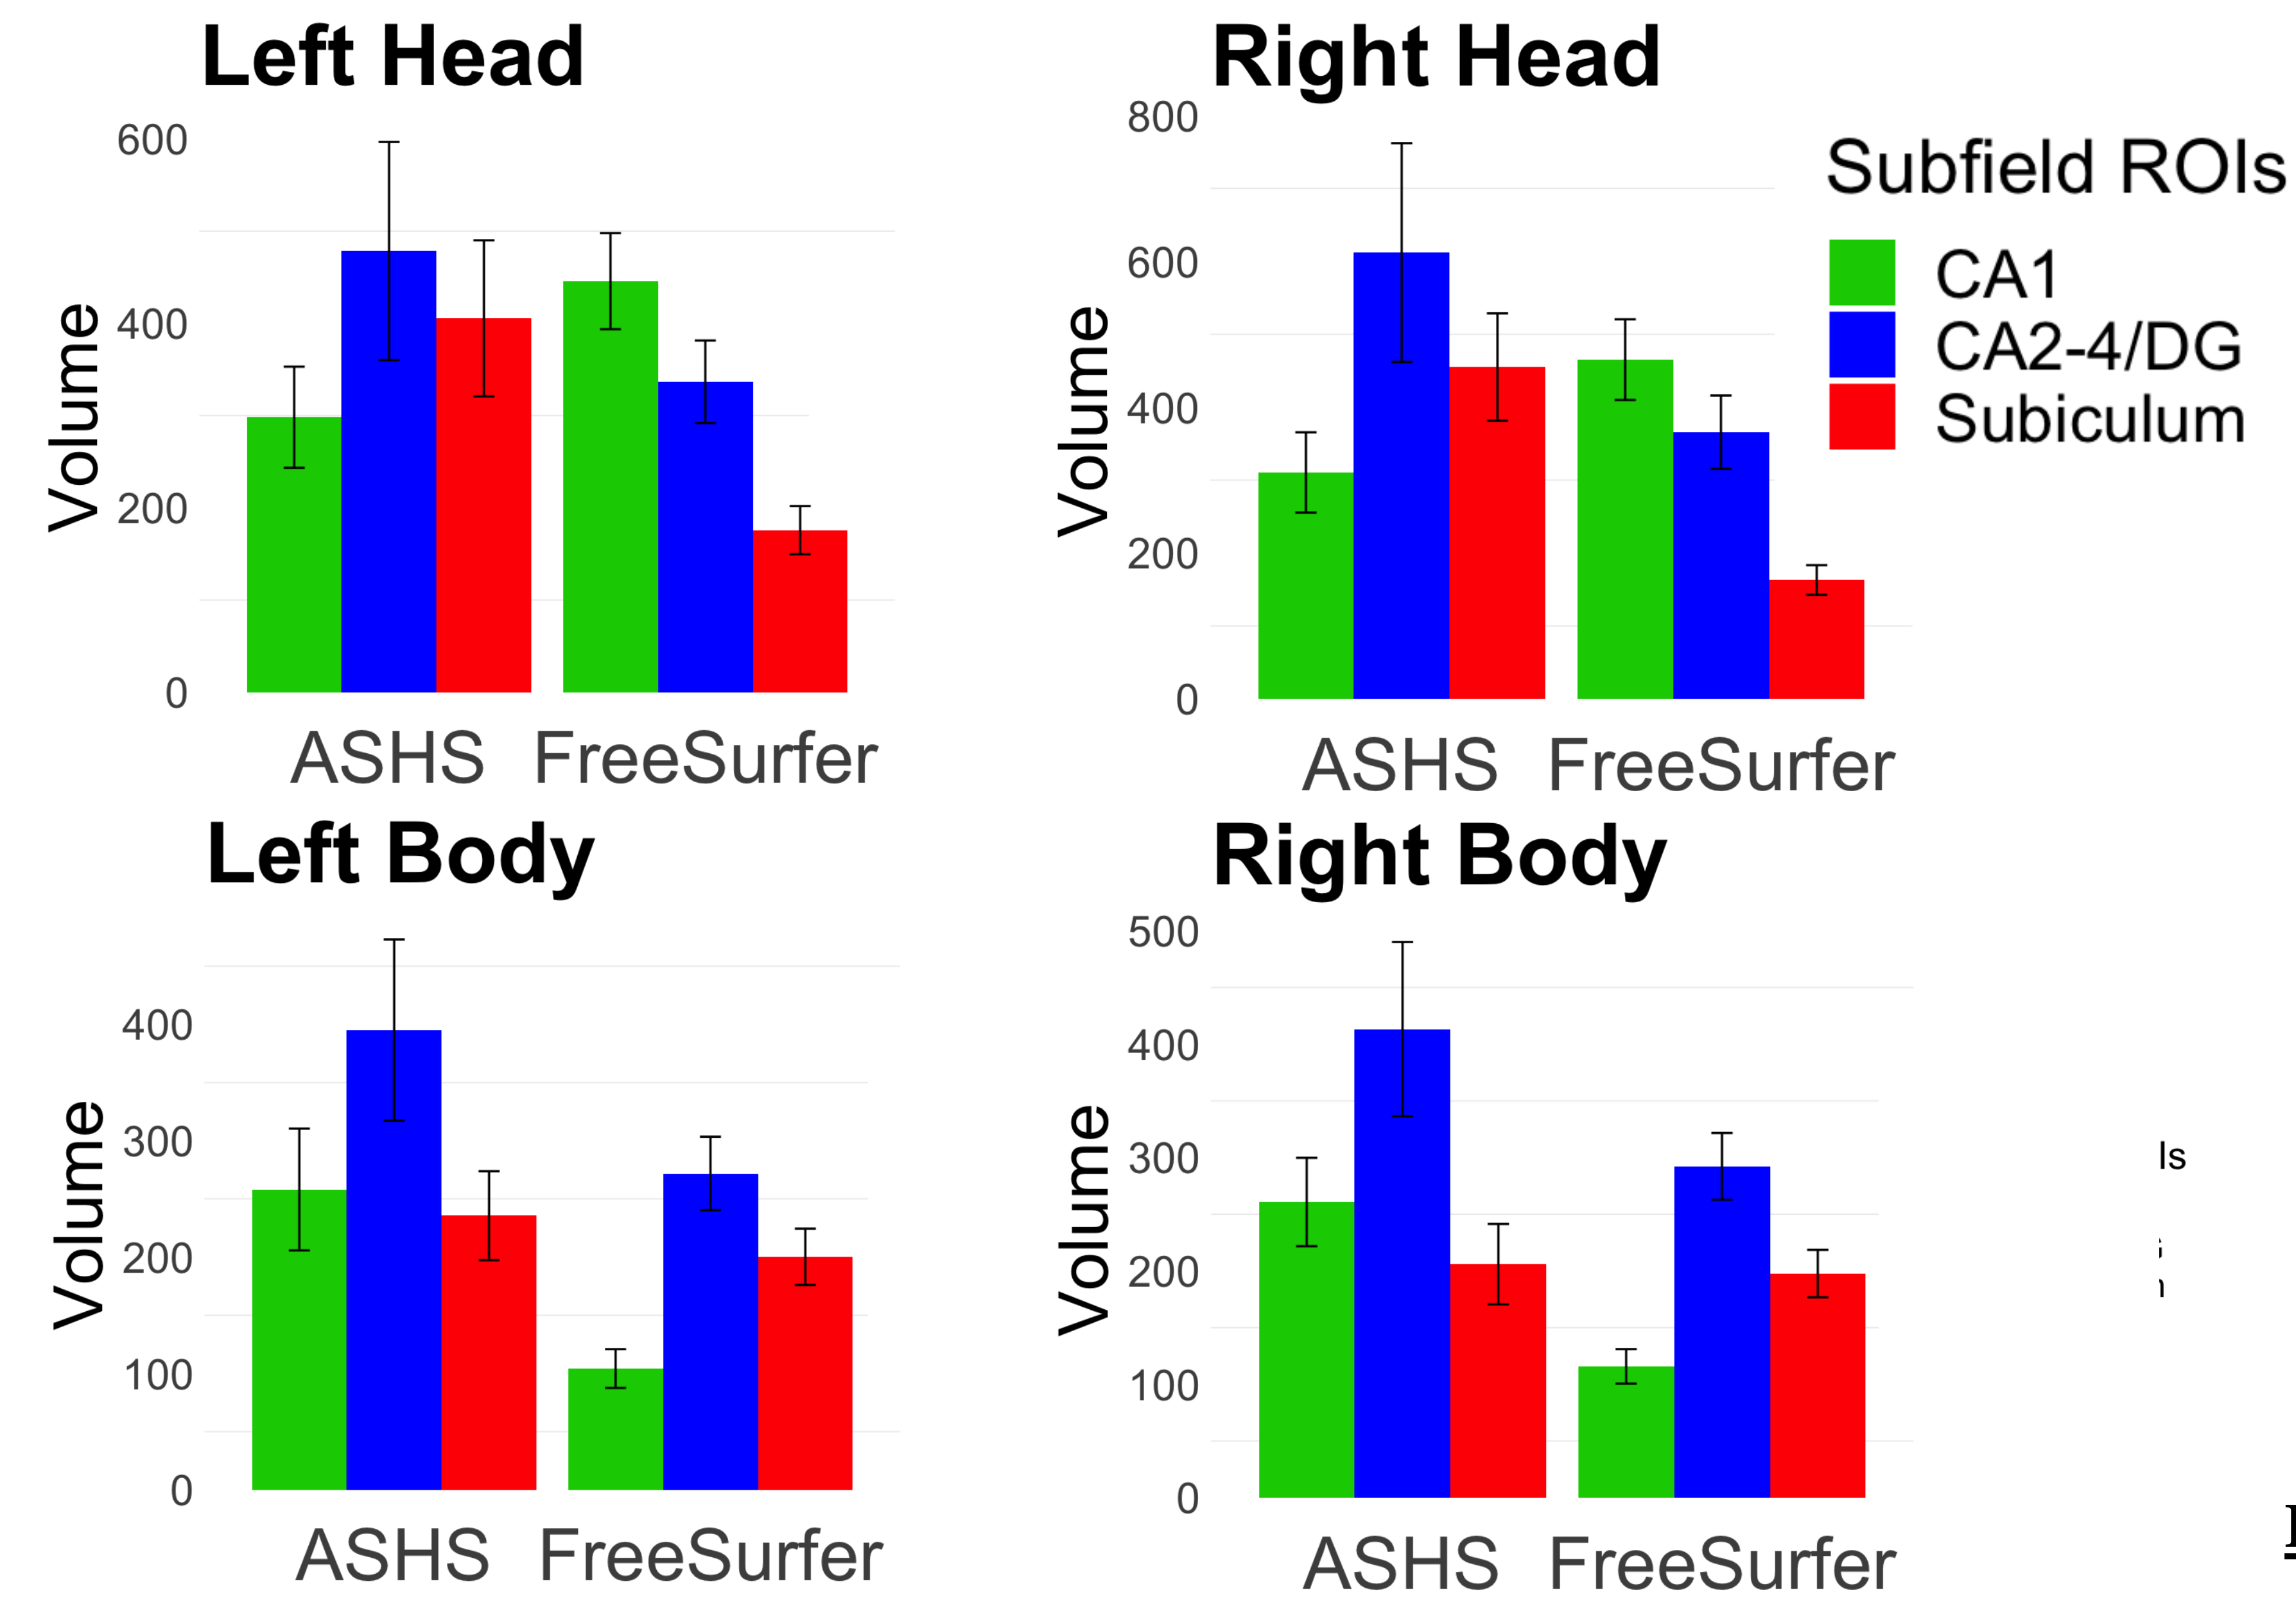 Left Head
600
400
200
0
Volume
ASHS FreeSurfer
Right Head
800
600
400
200
0
Volume
ASHS FreeSurfer
Subfield ROIs
CA1
CA2-4/DG
Subiculum
Left Body
400
300
200
100
0
Volume
ASHS FreeSurfer
Right Body
500
400
300
200
100
0
Volume
ASHS FreeSurfer
ls